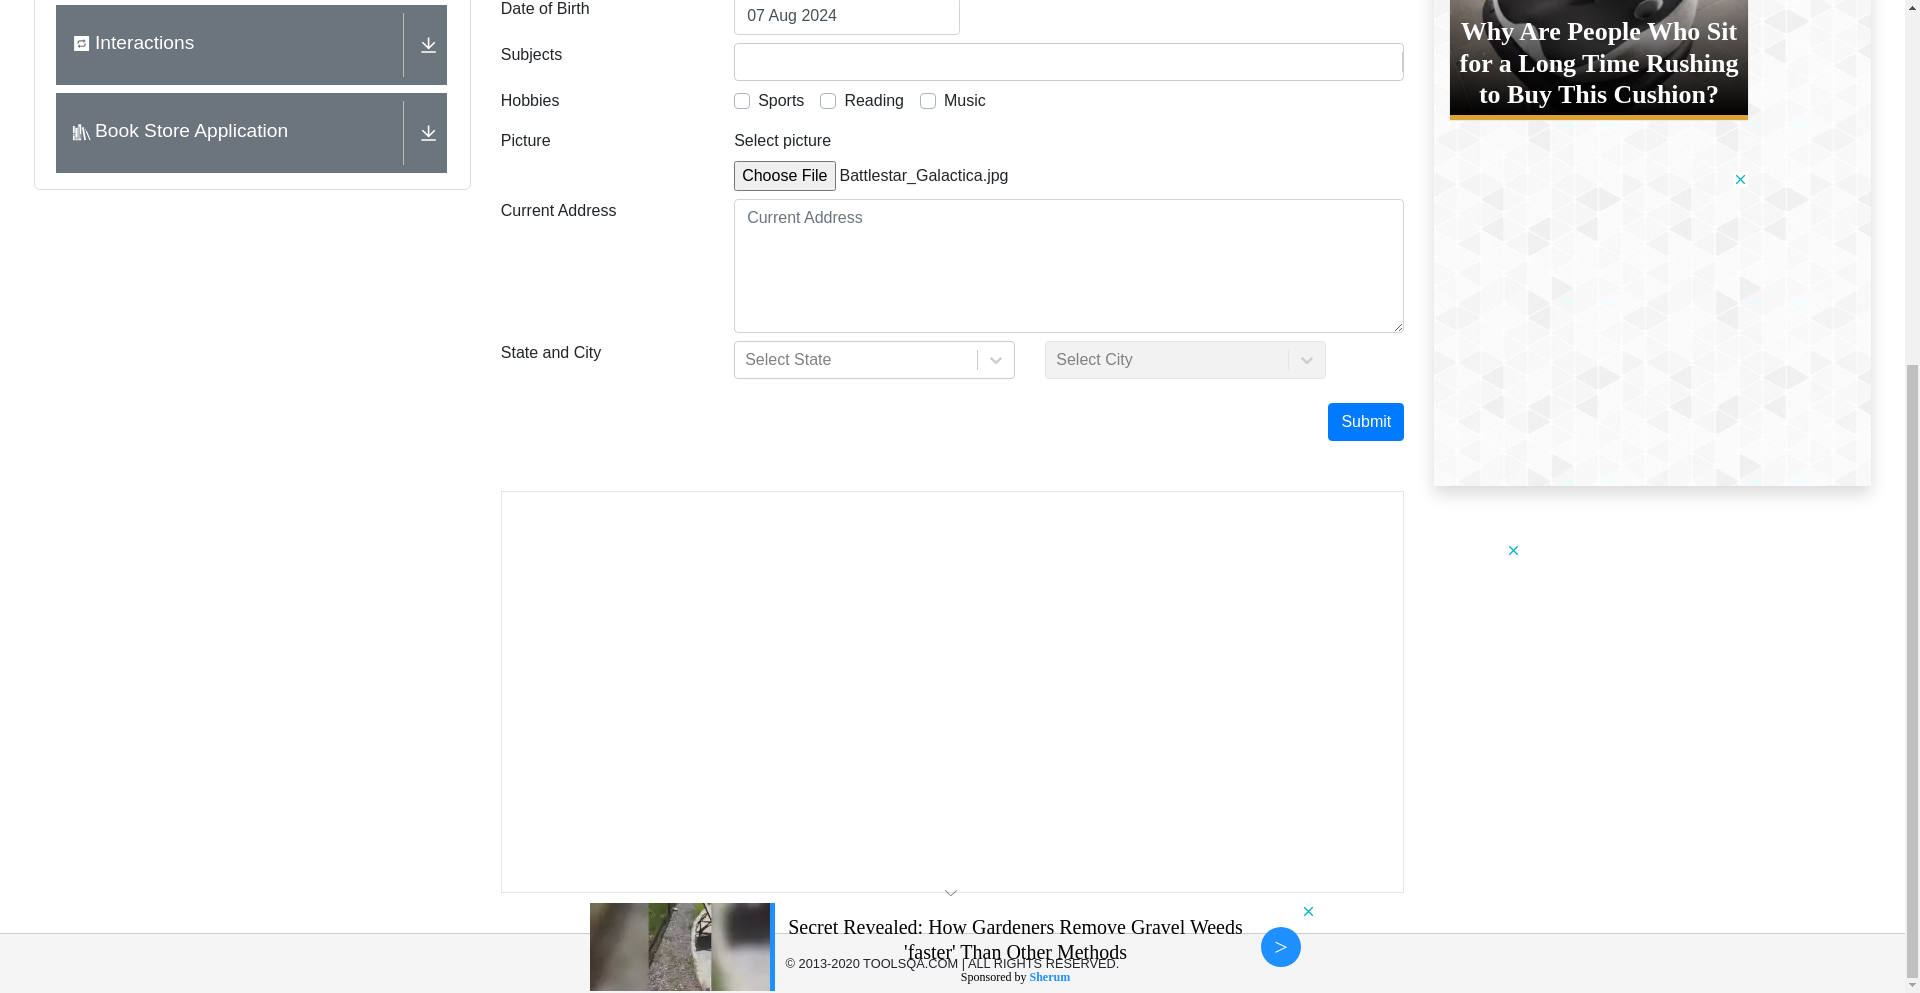 Interactions
Book Store Application
Date of Birth
07 Aug 2024
Subjects
Hobbies
Sports
Reading
Music
Picture
Select picture
Choose File
Battlestar_Galactica.jpg
Current Address
Current Address
State and City
Select State
Select City
Submit
Why Are People Who Sit
for a Long Time Rushing
to Buy This Cushion?
Secret Revealed: How Gardeners Remove Gravel Weeds
'faster' Than Other Methods
© 2013-2020 TOOLSQA.COM | ALL RIGHTS RESERVED.
Sponsored by Sherum
>